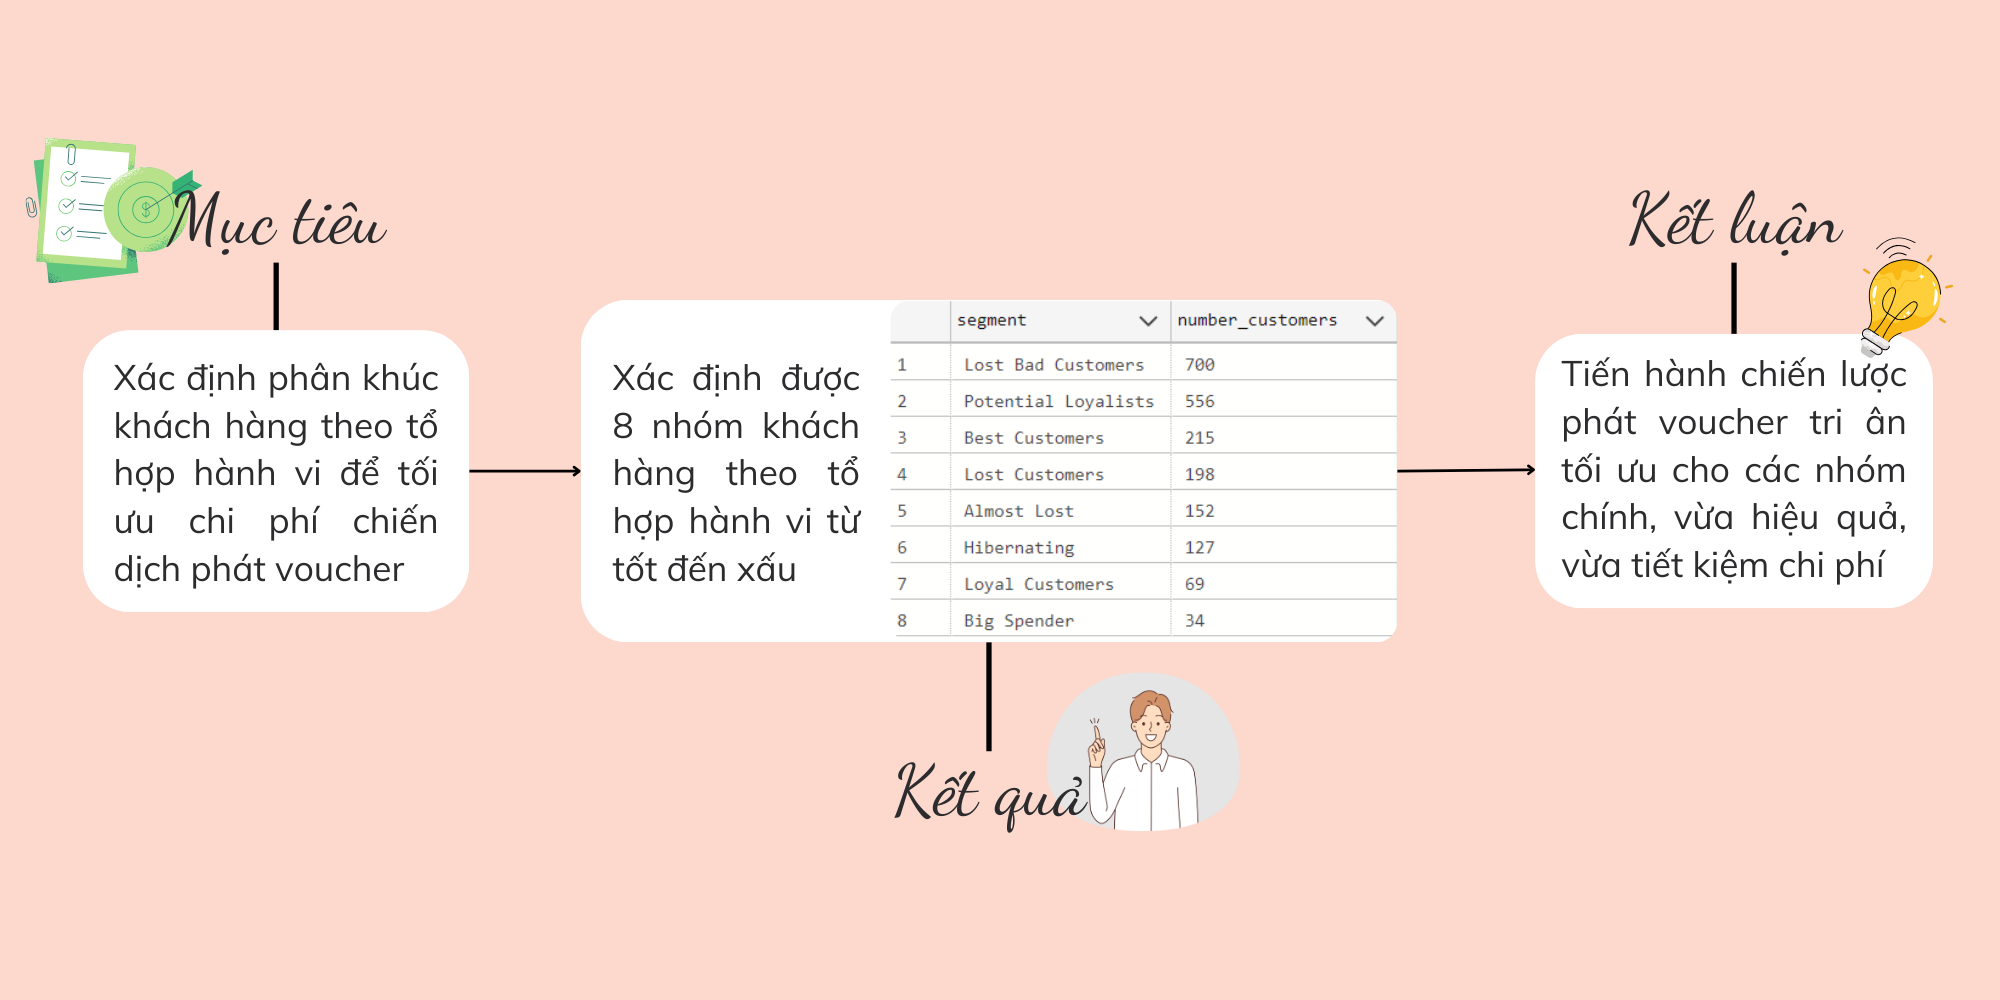 Mục tiêu
Xác định phân khúc
khách hàng theo tổ
hợp hành vi để tối
ưu chi phí chiến
dịch phát voucher
Xác định được
8 nhóm khách
hàng theo tổ
hợp hành vi từ
tốt đến xấu
segment number_customers
1 Lost Bad Customers 700
2 Potential Loyalists 556
3 Best Customers 215
4 Lost Customers 198
5 Almost Lost 152
6 Hibernating 127
7 Loyal Customers 69
8 Big Spender 34
Kết quả
Kết luận
Tiến hành chiến lược
phát voucher tri ân
tối ưu cho các nhóm
chính, vừa hiệu quả,
vừa tiết kiệm chi phí